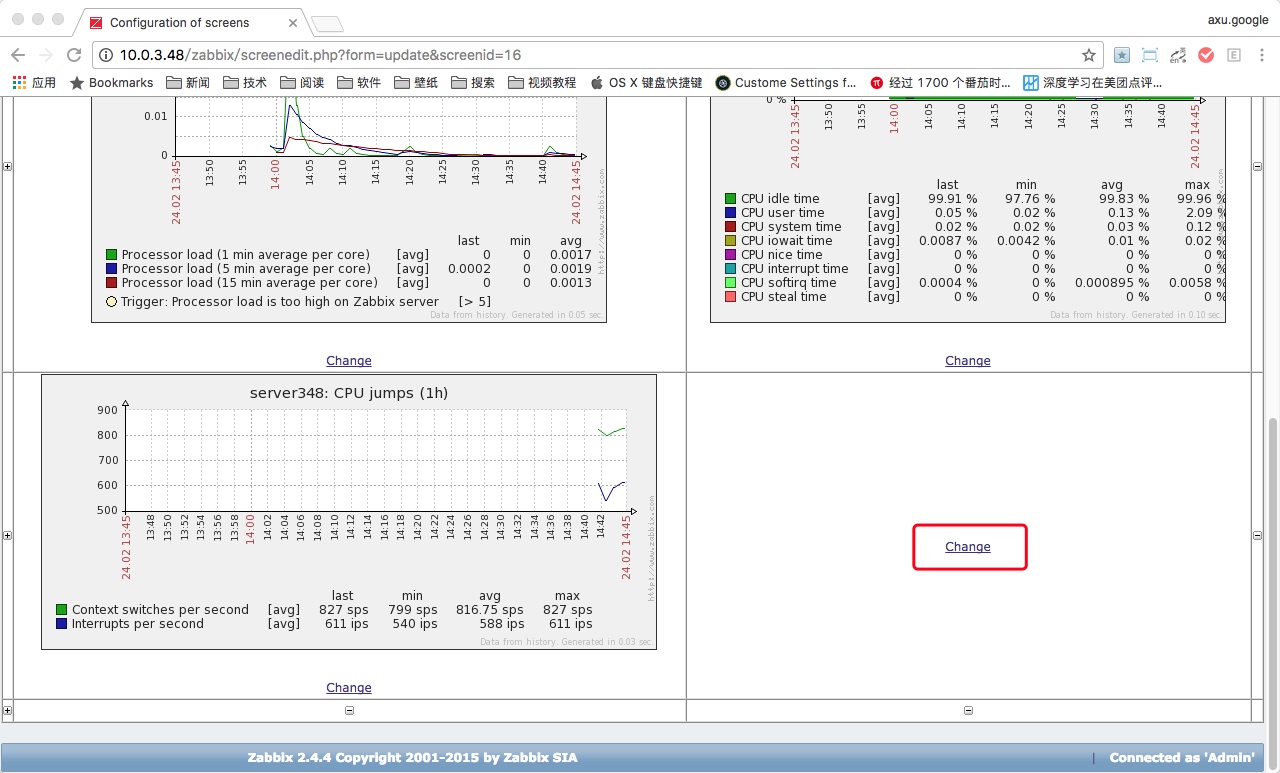 Configuration of screens
axu.google
10.0.3.48/zabbix/screenedit.php?form=update&screenid=16
应用 Bookmarks 新闻 技术 阅读 软件 壁纸 搜索 视频教程 OS X 键盘快捷键 Custome Settings f... 经过 1700 个番茄时... 深度学习在美团点评...
0.01
0
24.02 13:45 13:50 13:55 14:00 14:05 14:10 14:15 14:20 14:25 14:30 14:35 14:40 24.02 14:45
http://www.zabbix.com
last min avg
Processor load (1 min average per core) [avg] 0 0 0.0017
Processor load (5 min average per core) [avg] 0.0002 0 0.0019
Processor load (15 min average per core) [avg] 0 0 0.0013
Trigger: Processor load is too high on Zabbix server [> 5]
Data from history. Generated in 0.05 sec
Change
0 %
24.02 13:45 13:50 13:55 14:00 14:05 14:10 14:15 14:20 14:25 14:30 14:35 14:40 24.02 14:45
http://www.zabbix.com
last min avg max
CPU idle time [avg] 99.91 % 97.76 % 99.83 % 99.96 %
CPU user time [avg] 0.05 % 0.02 % 0.13 % 2.09 %
CPU system time [avg] 0.02 % 0.02 % 0.03 % 0.12 %
CPU iowait time [avg] 0.0087 % 0.0042 % 0.01 % 0.02 %
CPU nice time [avg] 0 % 0 % 0 % 0 %
CPU interrupt time [avg] 0 % 0 % 0 % 0 %
CPU softirq time [avg] 0.0004 % 0 % 0.000895 % 0.0058 %
CPU steal time [avg] 0 % 0 % 0 % 0 %
Data from history. Generated in 0.10 sec
Change
server348: CPU jumps (1h)
900
800
700
600
500
24.02 13:45 13:48 13:50 13:52 13:54 13:56 13:58 14:00 14:02 14:04 14:06 14:08 14:10 14:12 14:14 14:16 14:18 14:20 14:22 14:24 14:26 14:28 14:30 14:32 14:34 14:36 14:38 14:40 14:42 24.02 14:45
http://www.zabbix.com
last min avg max
Context switches per second [avg] 827 sps 799 sps 816.75 sps 827 sps
Interrupts per second [avg] 611 ips 540 ips 588 ips 611 ips
Data from history. Generated in 0.03 sec
Change
Change
Zabbix 2.4.4 Copyright 2001-2015 by Zabbix SIA
| Connected as 'Admin'